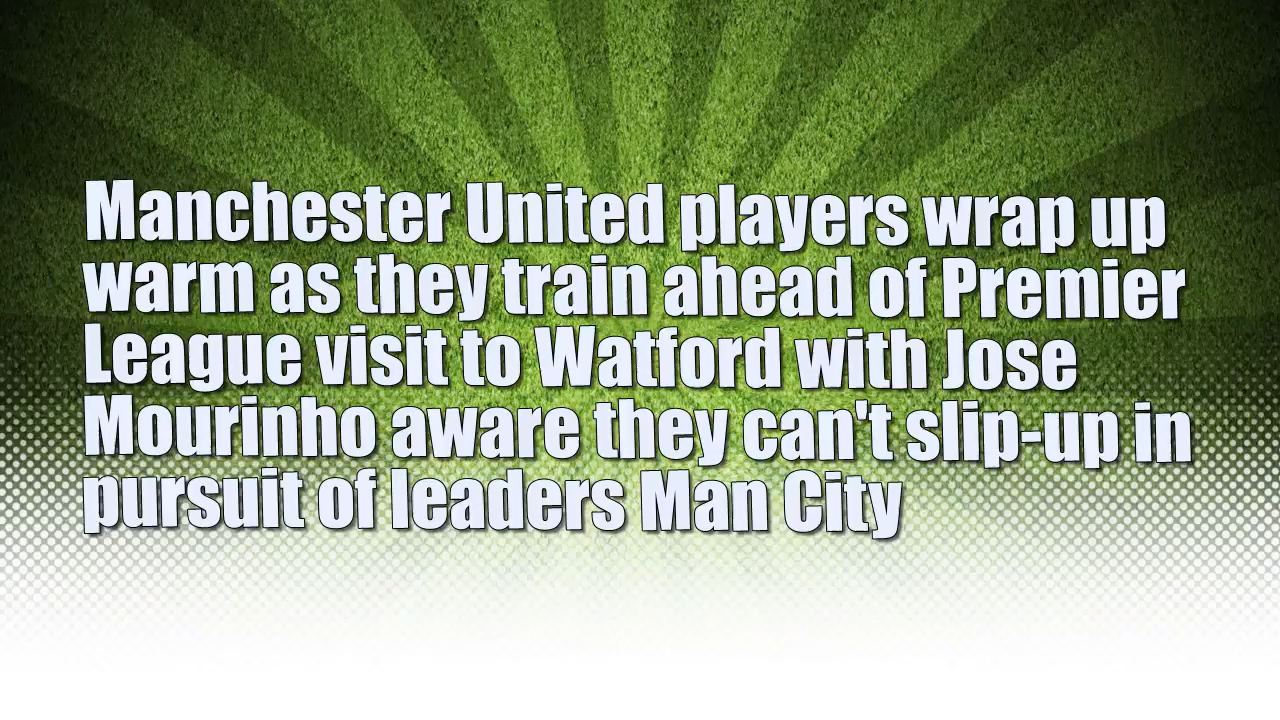 Manchester United players wrap up
warm as they train ahead of Premier
League visit to Watford with Jose
Mourinho aware they can't slip-up in
pursuit of leaders Man City